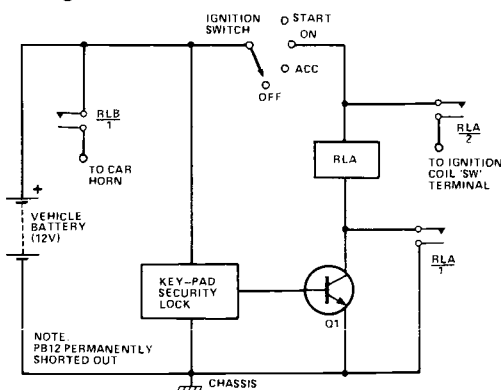 IGNITION
SWITCH
START
ON
ACC
OFF
RLB
1
TO CAR
HORN
RLA
RLA
2
TO IGNITION
COIL 'SW'
TERMINAL
+
VEHICLE
BATTERY
(12V)
KEY-PAD
SECURITY
LOCK
RLA
1
Q1
NOTE.
PB12 PERMANENTLY
SHORTED OUT
CHASSIS